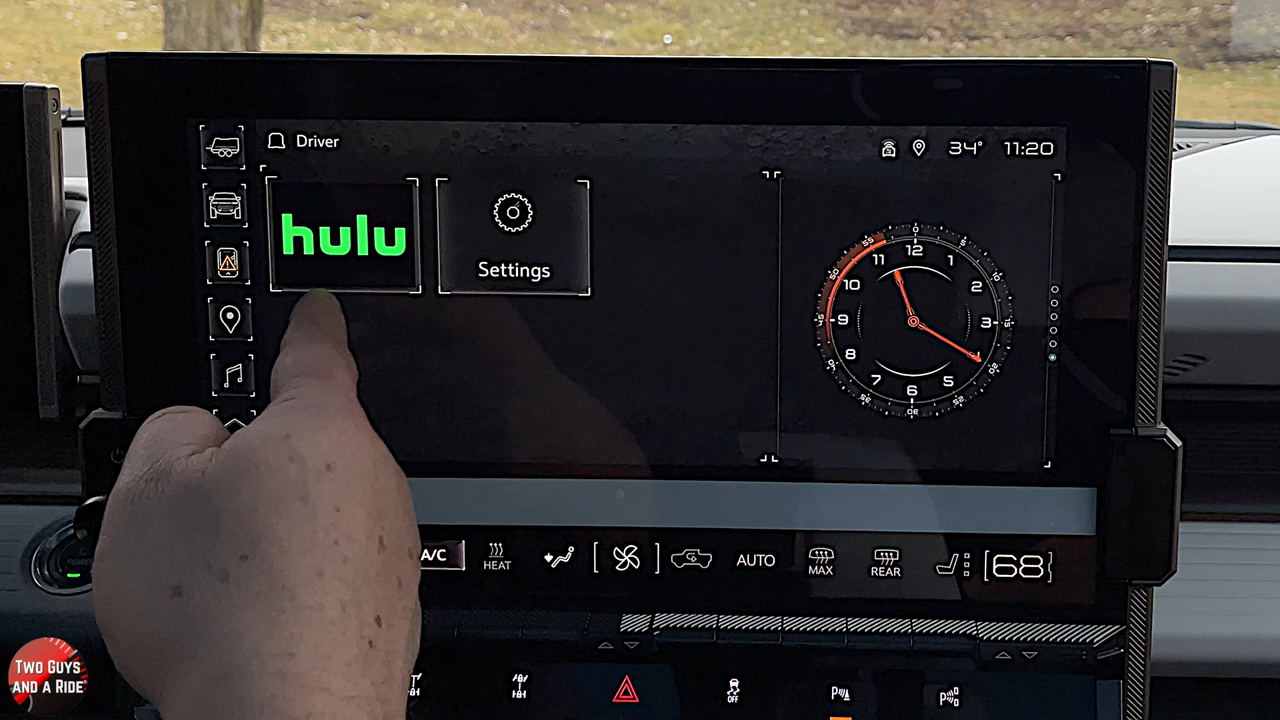 Driver
34° 11:20
hulu
Settings
12
11 1
10 2
9 3
8
7 5
6
A/C
HEAT
AUTO
MAX
REAR
68
OFF
TWO GUYS
AND A RIDE